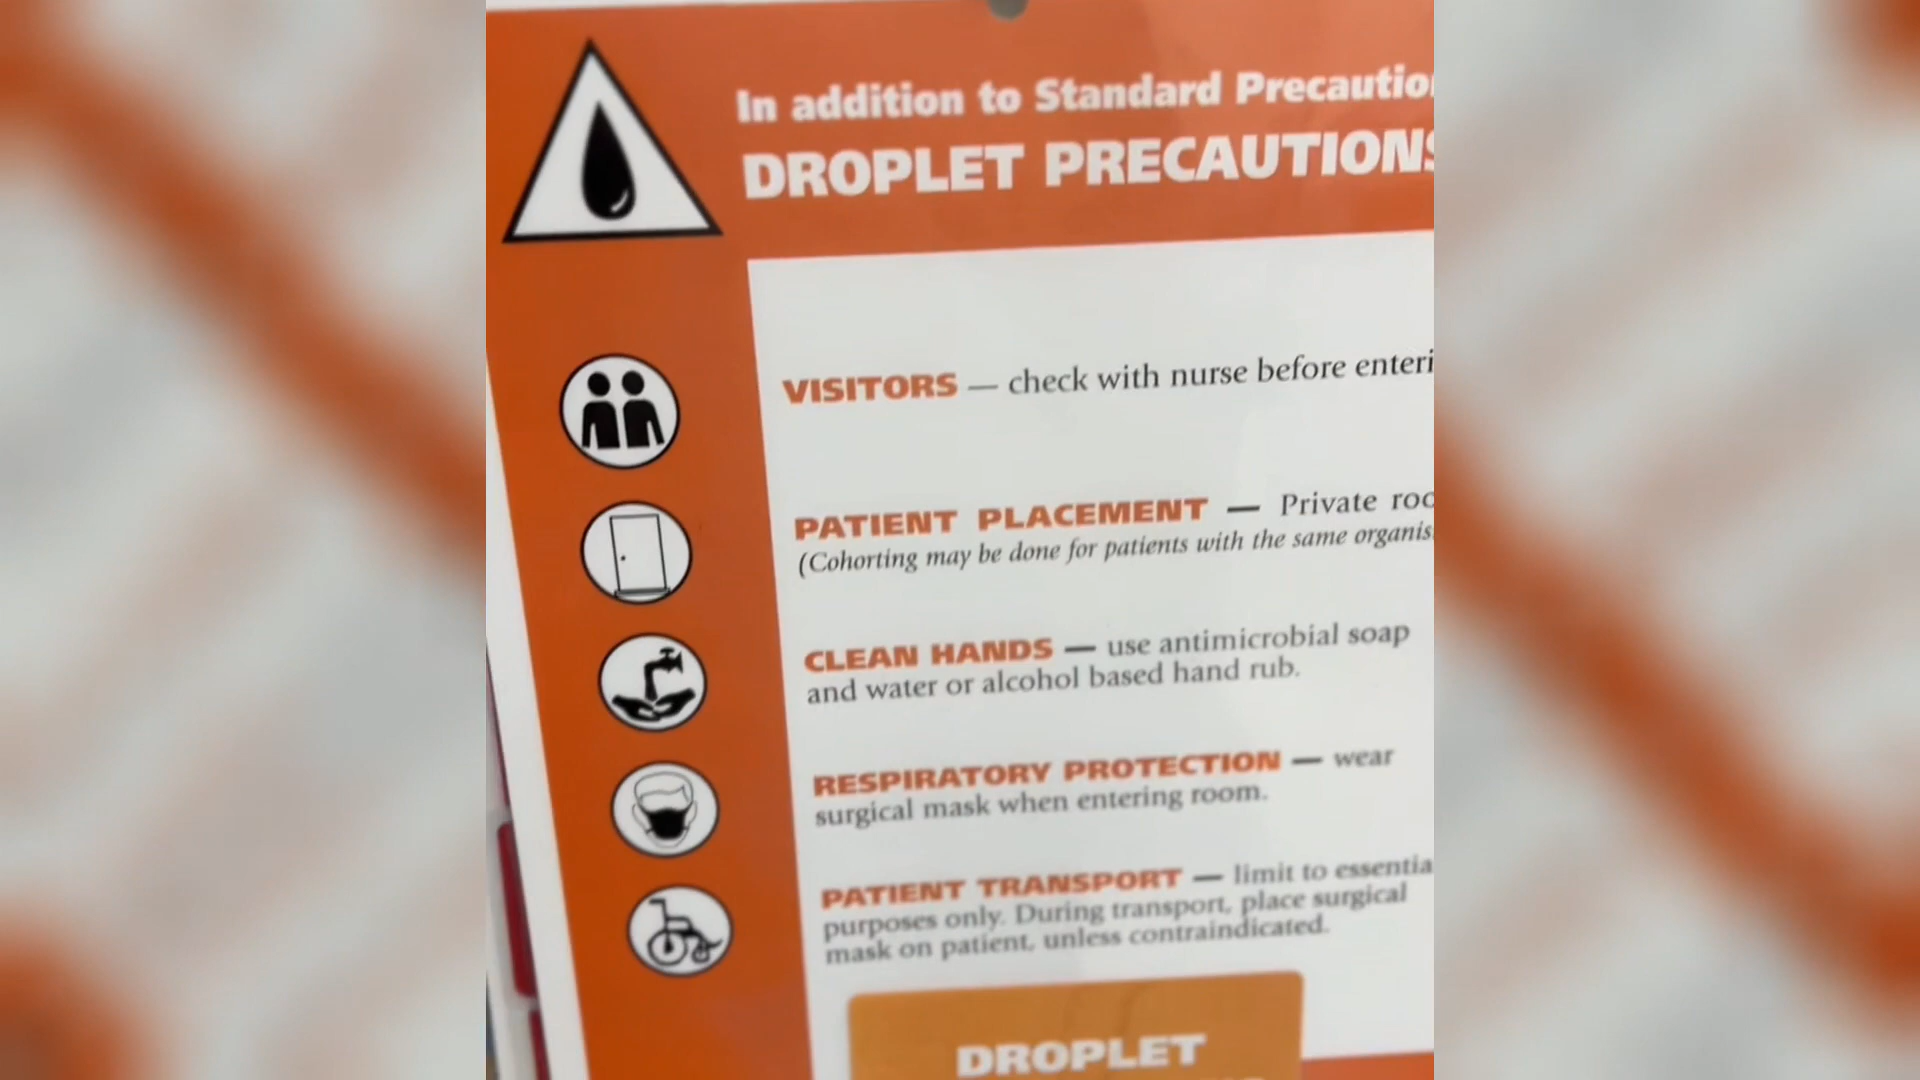 In addition to Standard Precautio
DROPLET PRECAUTIONS
VISITORS — check with nurse before enteri
PATIENT PLACEMENT — Private roo
(Cohorting may be done for patients with the same organis
CLEAN HANDS — use antimicrobial soap
and water or alcohol based hand rub.
RESPIRATORY PROTECTION — wear
surgical mask when entering room.
PATIENT TRANSPORT — limit to essentia
purposes only. During transport, place surgical
mask on patient, unless contraindicated.
DROPLET